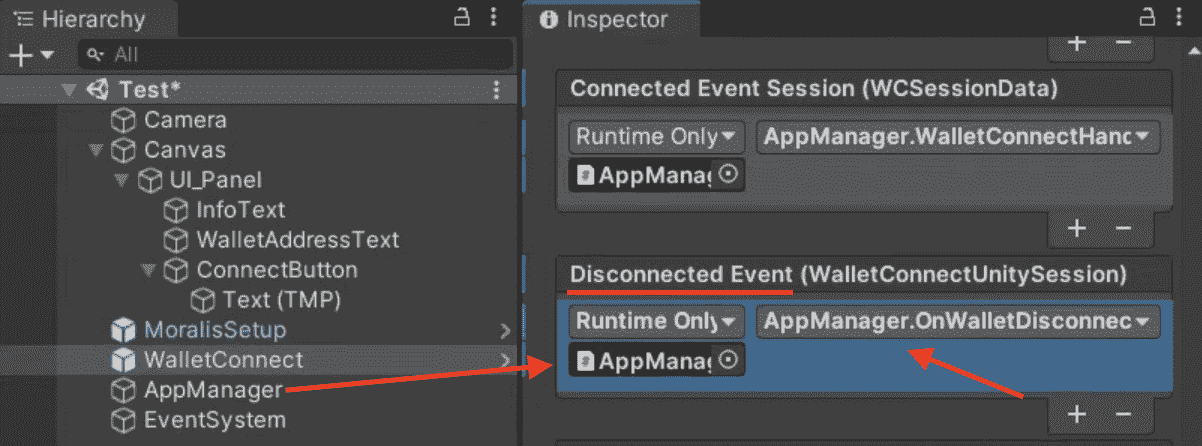 Hierarchy
All
Test*
Camera
Canvas
UI_Panel
InfoText
WalletAddressText
ConnectButton
Text (TMP)
MoralisSetup
WalletConnect
AppManager
EventSystem
Inspector
Connected Event Session (WCSessionData)
Runtime Only AppManager.WalletConnectHand
AppManag
Disconnected Event (WalletConnectUnitySession)
Runtime Only AppManager.OnWalletDisconnec
AppManag